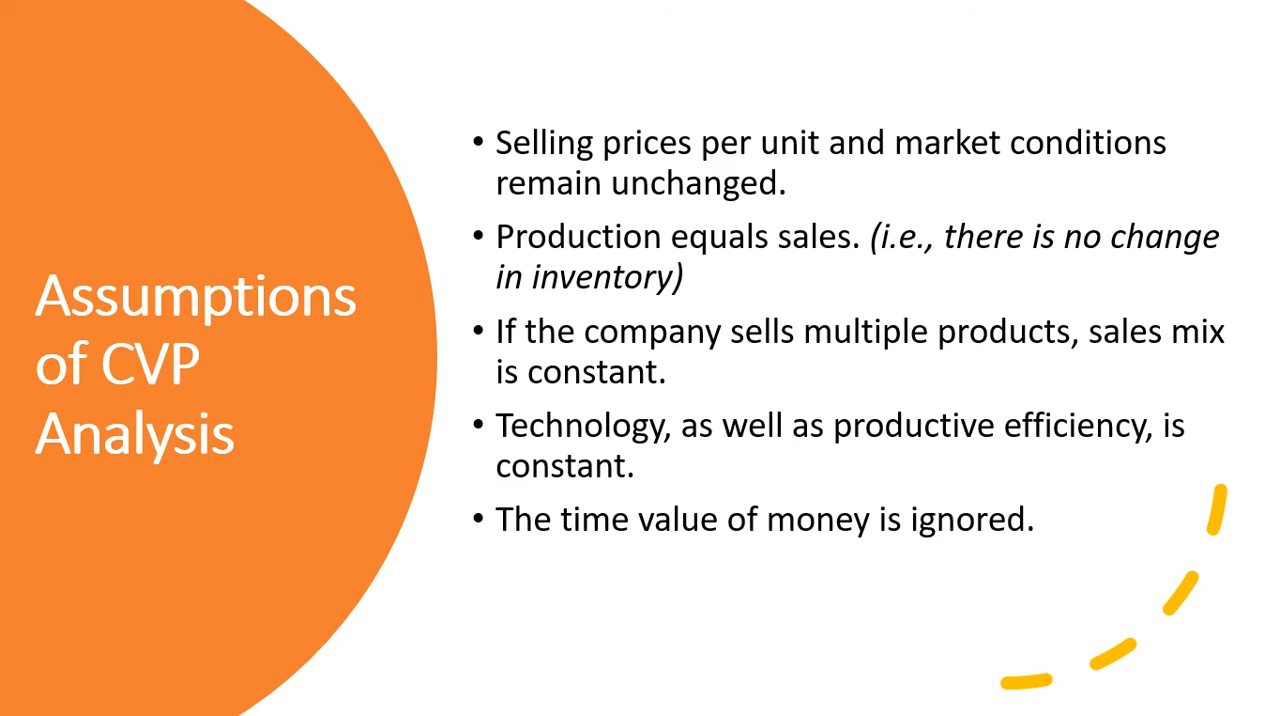 Assumptions
of CVP
Analysis
• Selling prices per unit and market conditions
remain unchanged.
• Production equals sales. (i.e., there is no change
in inventory)
• If the company sells multiple products, sales mix
is constant.
• Technology, as well as productive efficiency, is
constant.
• The time value of money is ignored.